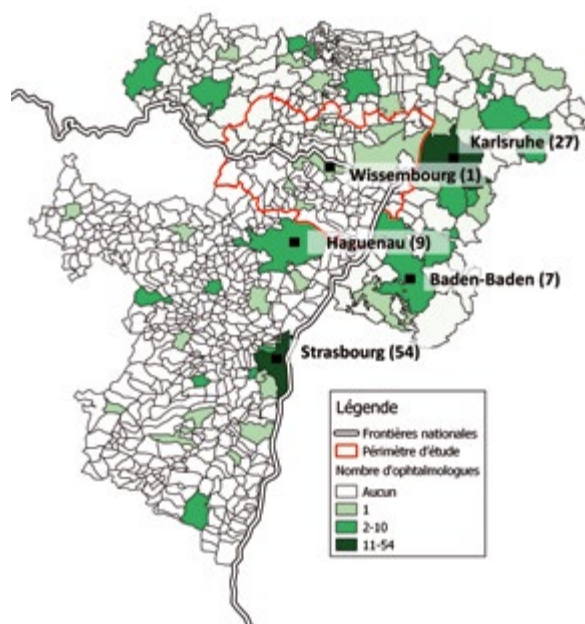 Karlsruhe (27)
Wissembourg (1)
Haguenau (9)
Baden-Baden (7)
Strasbourg (54)
Légende
Frontières nationales
Périmètre d'étude
Nombre d'ophtalmologues
Aucun
1
2-10
11-54